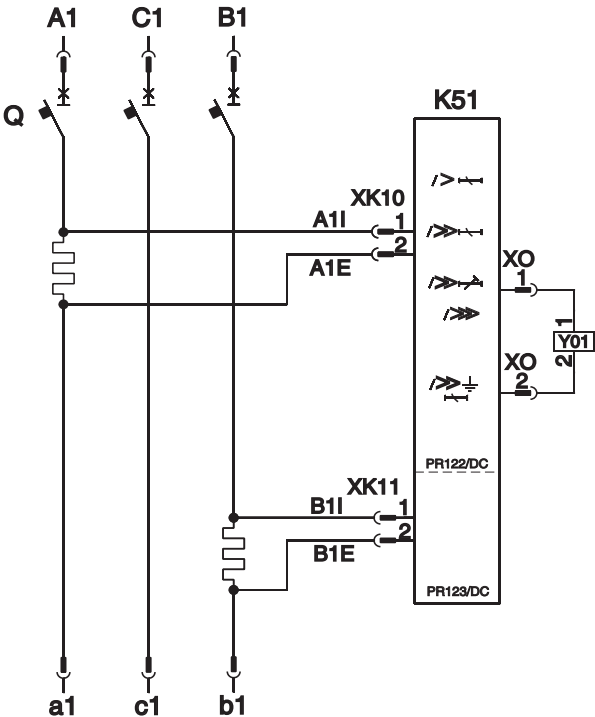 A1 C1 B1
Q
K51
XK10
A1I 1
2
A1E
XO
1
1
Y01
2
XO
2
PR122/DC
XK11
B1I 1
2
B1E
PR123/DC
a1 c1 b1